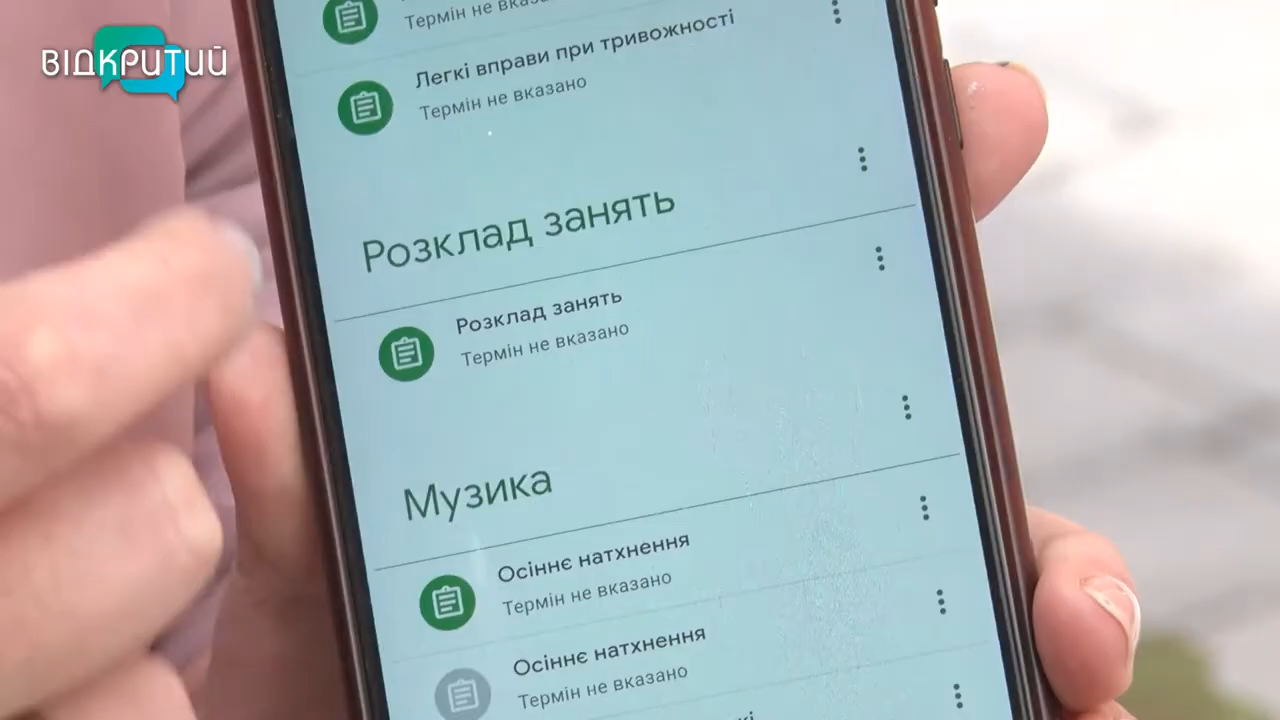 ВІДКРИТИЙ
Термін не вказано
Легкі вправи при тривожності
Термін не вказано
Розклад занять
Розклад занять
Термін не вказано
Музика
Осіннє натхнення
Термін не вказано
Осіннє натхнення
Термін не вказано